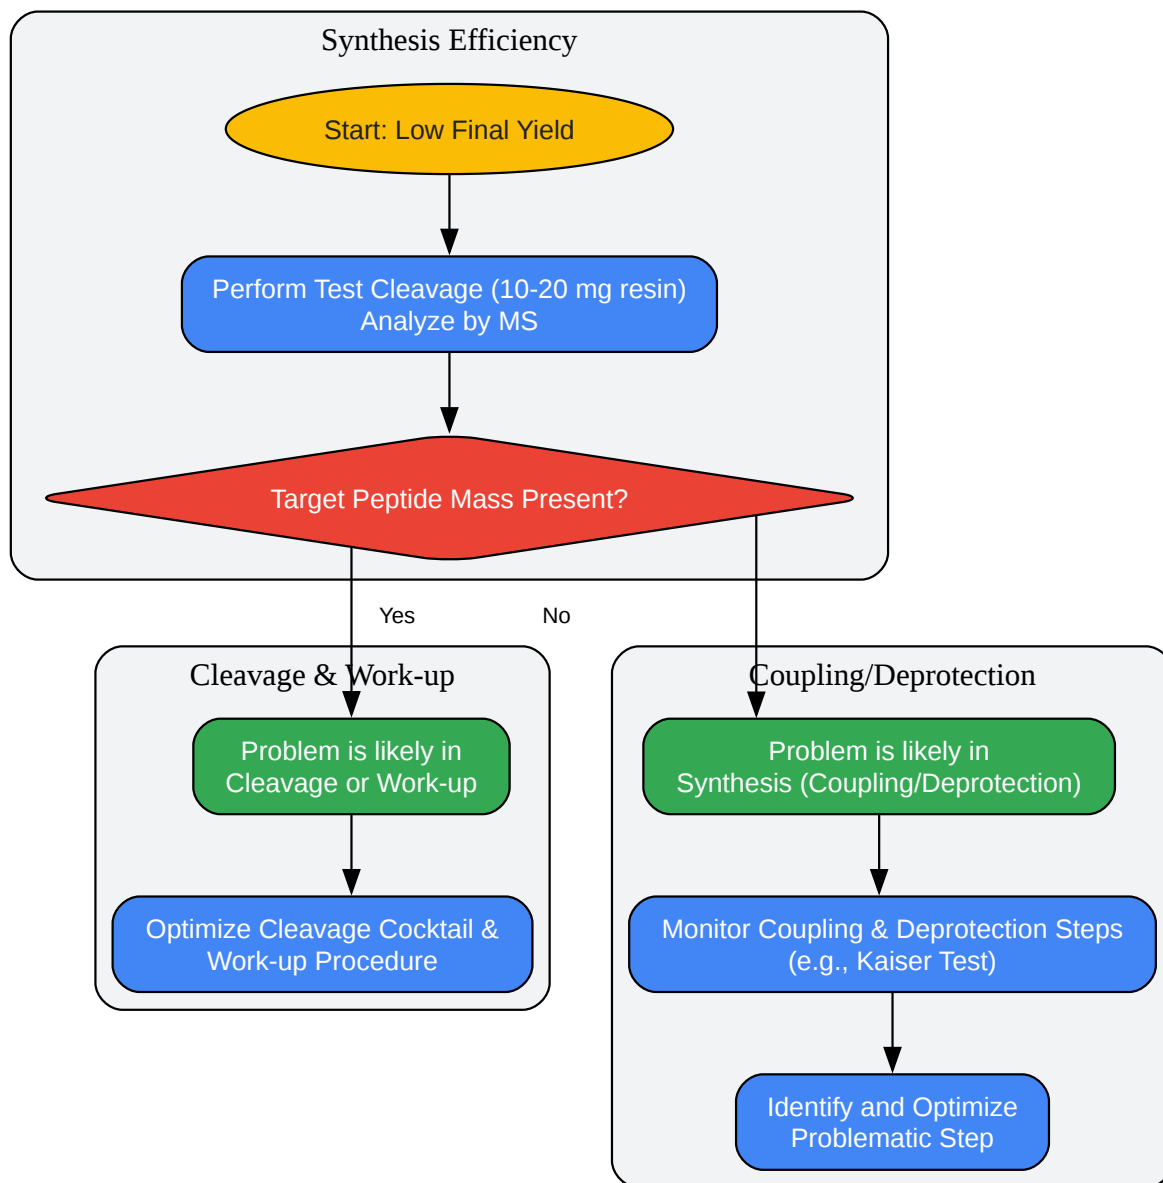 Synthesis Efficiency
Start: Low Final Yield
Perform Test Cleavage (10-20 mg resin)
Analyze by MS
Target Peptide Mass Present?
Yes
No
Cleavage & Work-up
Problem is likely in
Cleavage or Work-up
Optimize Cleavage Cocktail &
Work-up Procedure
Coupling/Deprotection
Problem is likely in
Synthesis (Coupling/Deprotection)
Monitor Coupling & Deprotection Steps
(e.g., Kaiser Test)
Identify and Optimize
Problematic Step